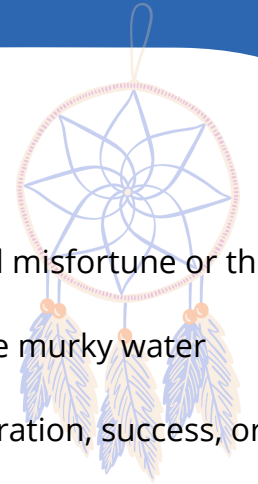 l misfortune or th
e murky water
ration, success, or